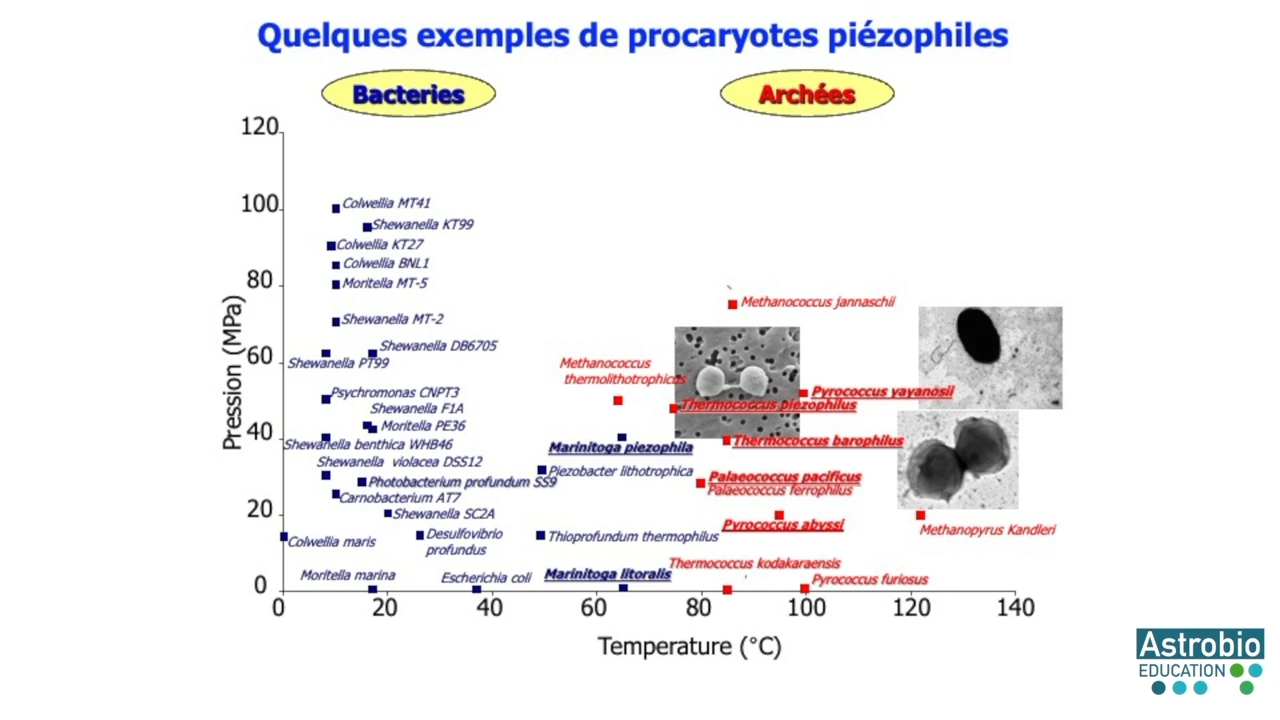 Quelques exemples de procaryotes piézophiles
Bacteries
Archées
120
100
80
60
40
20
0
Pression (MPa)
Colwellia MT41
Shewanella KT99
Colwellia KT27
Colwellia BNL1
Moritella MT-5
Shewanella MT-2
Shewanella DB6705
Shewanella PT99
Psychromonas CNPT3
Shewanella F1A
Moritella PE36
Shewanella benthica WHB46
Shewanella violacea DSS12
Photobacterium profundum SS9
Carnobacterium AT7
Shewanella SC2A
Colwellia maris
Desulfovibrio
profundus
Moritella marina
Escherichia coli
Marinitoga piezophila
Piezobacter lithotrophica
Thioprofundum thermophilus
Marinitoga litoralis
Methanococcus jannaschii
Methanococcus
thermolithotrophicus
Pyrococcus yayanosii
Thermococcus piezophilus
Thermococcus barophilus
Palaeococcus pacificus
Palaeococcus ferrophilus
Pyrococcus abyssi
Methanopyrus Kandleri
Thermococcus kodakaraensis
Pyrococcus furiosus
0 20 40 60 80 100 120 140
Temperature (°C)
Astrobio
EDUCATION